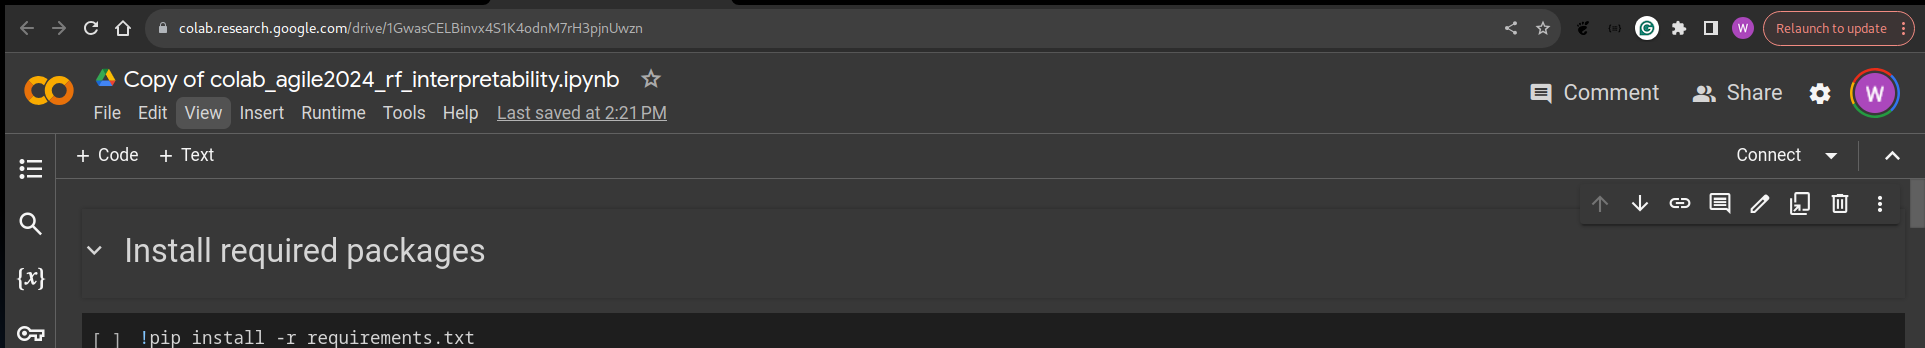 colab.research.google.com/drive/1GwasCELBinvx4S1K4odnM7rH3pjnUwzn
W
Relaunch to update
Copy of colab_agile2024_rf_interpretability.ipynb
Comment
Share
W
File Edit View Insert Runtime Tools Help Last saved at 2:21 PM
+ Code + Text
Connect
Install required packages
{x}
[ ] !pip install -r requirements.txt